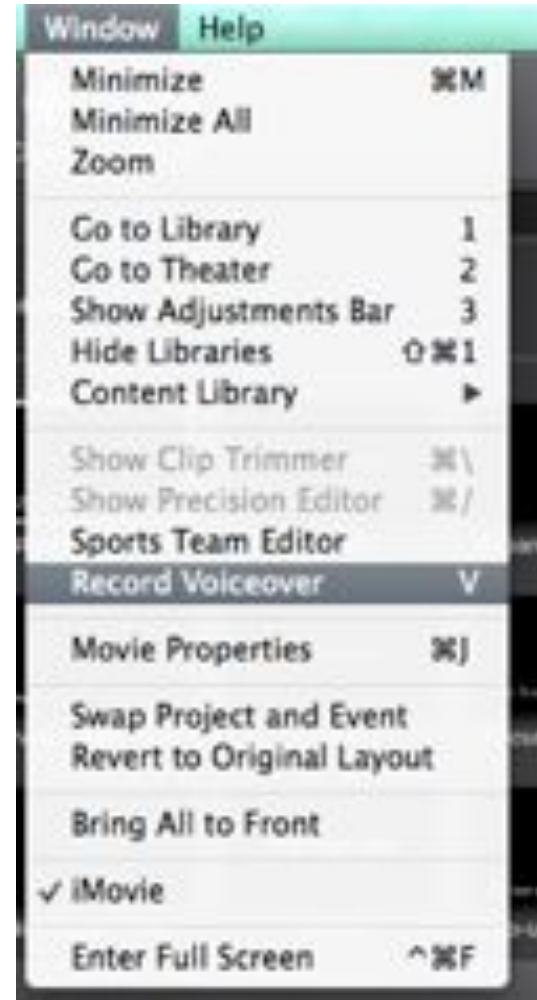 Window Help
Minimize ⌘M
Minimize All
Zoom
Go to Library 1
Go to Theater 2
Show Adjustments Bar 3
Hide Libraries ⇧⌘1
Content Library ▶
Show Clip Trimmer ⌘\
Show Precision Editor ⌘/
Sports Team Editor
Record Voiceover V
Movie Properties ⌘J
Swap Project and Event
Revert to Original Layout
Bring All to Front
✓ iMovie
Enter Full Screen ^⌘F